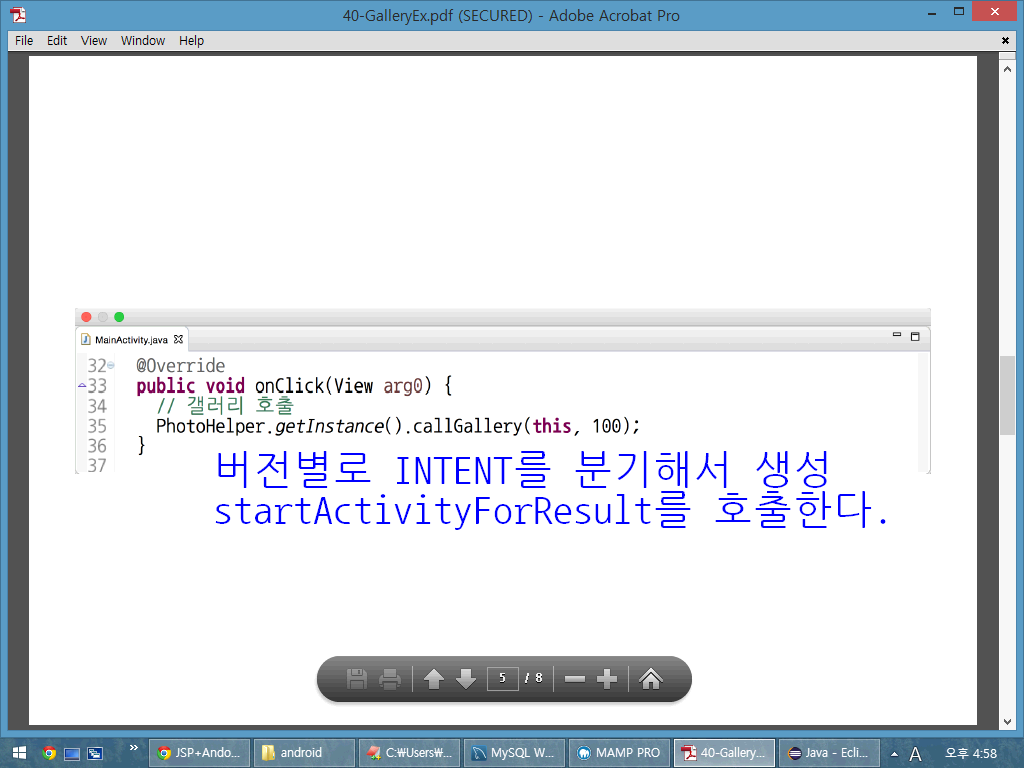 40-GalleryEx.pdf (SECURED) - Adobe Acrobat Pro
File Edit View Window Help
MainActivity.java
32 @Override
33 public void onClick(View arg0) {
34 // 갤러리 호출
35 PhotoHelper.getInstance().callGallery(this, 100);
36 }
37
버전별로 INTENT를 분기해서 생성
startActivityForResult를 호출한다.
5 / 8
JSP+Ando... android C:₩Users₩... MySQL W... MAMP PRO 40-Gallery... Java - Ecli... A 오후 4:58